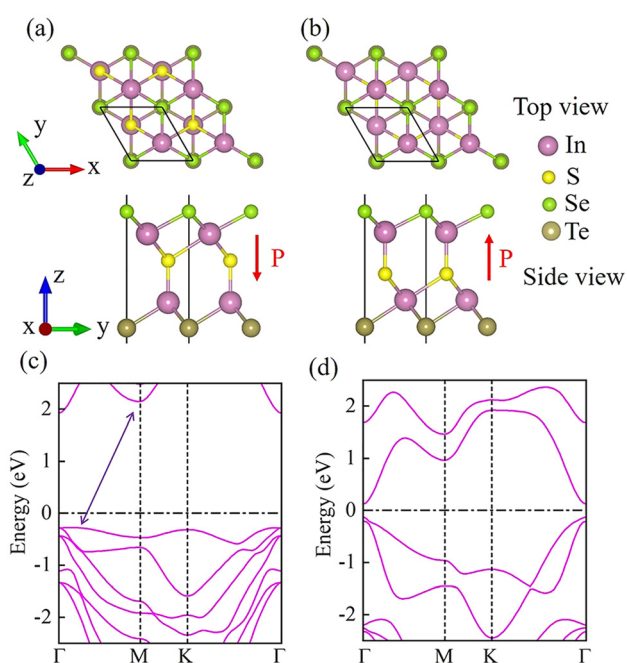 (a)
(b)
y
z
x
Top view
In
S
Se
Te
P
P
Side view
z
x
y
(c)
(d)
Energy (eV)
2
1
0
-1
-2
Γ
M
K
Γ
Energy (eV)
2
1
0
-1
-2
Γ
M
K
Γ